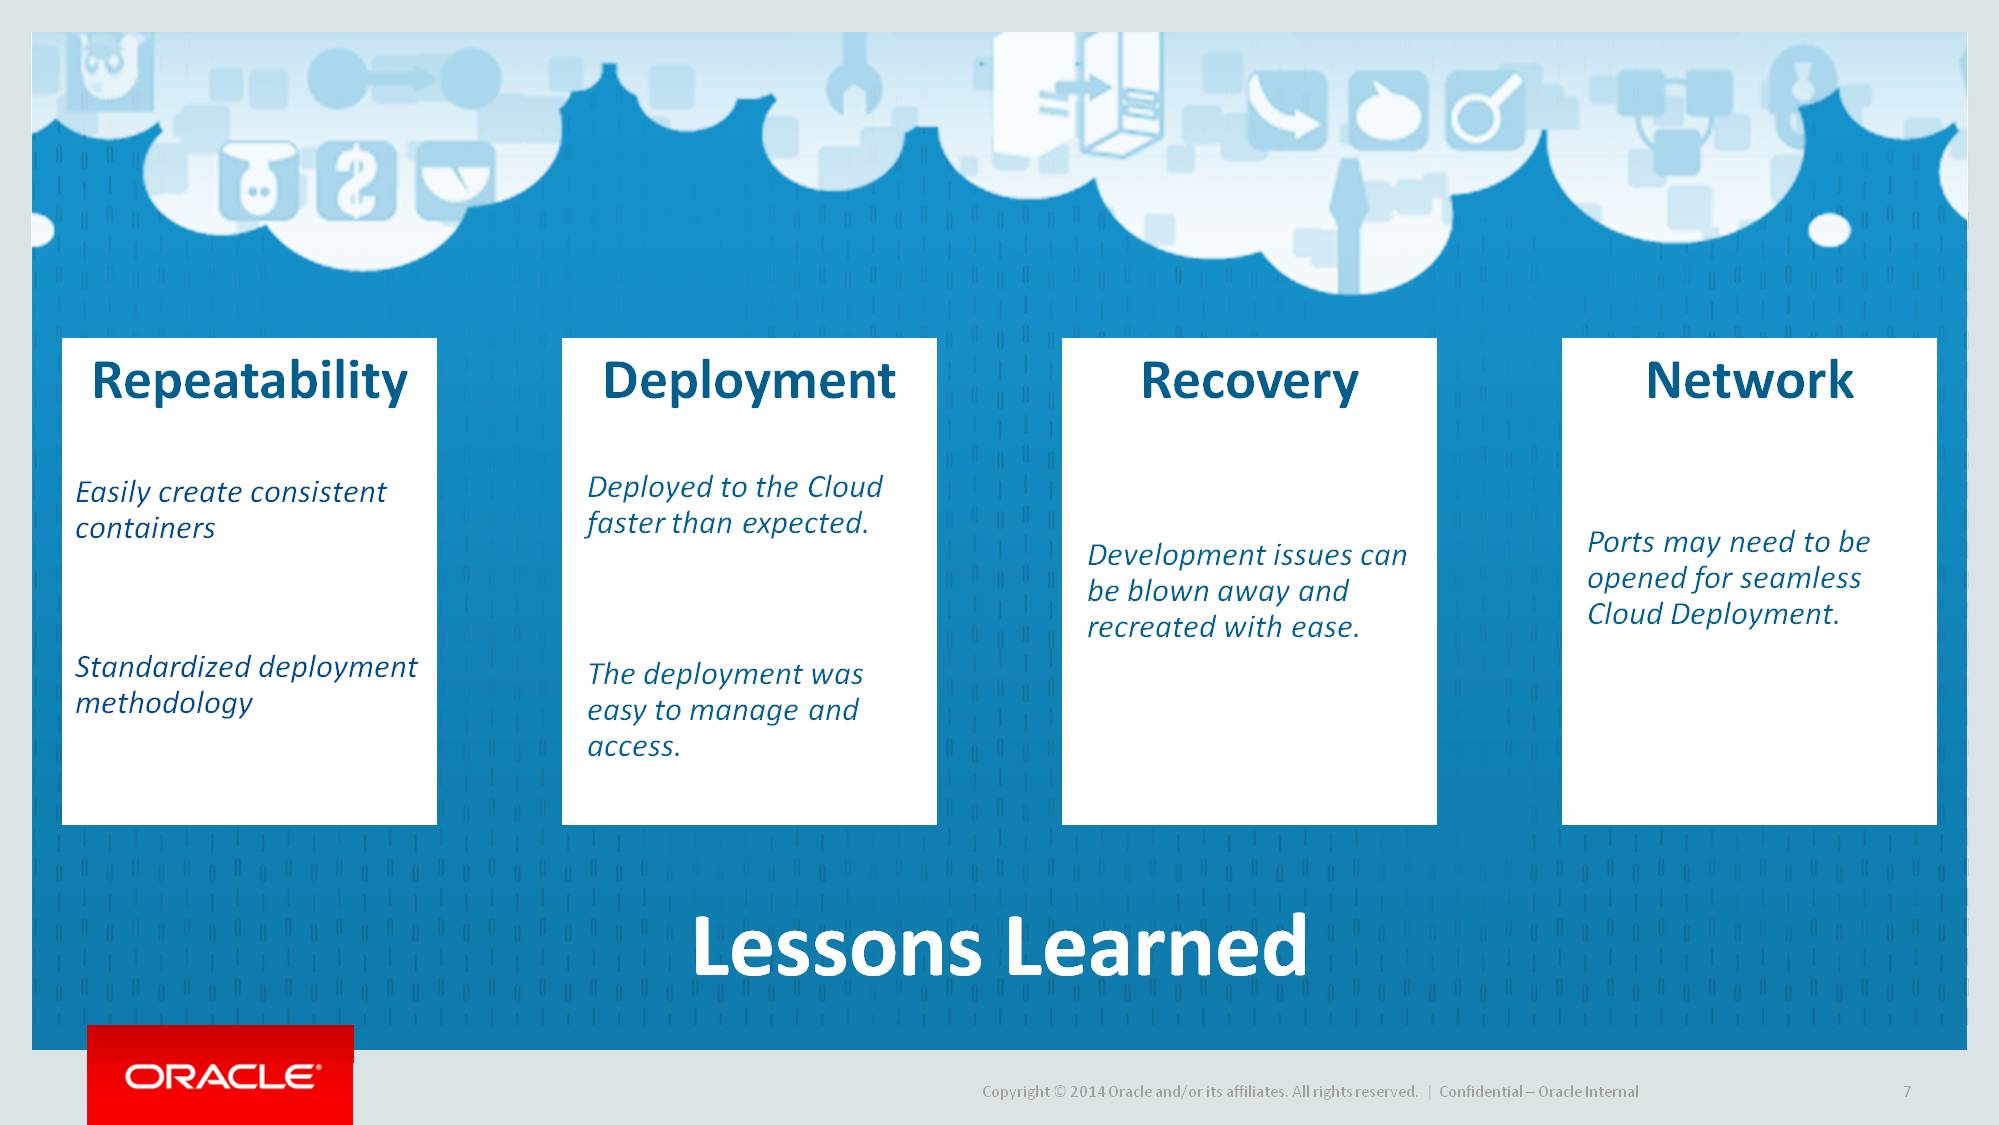 Repeatability
Easily create consistent
containers
Standardized deployment
methodology
Deployment
Deployed to the Cloud
faster than expected.
The deployment was
easy to manage and
access.
Recovery
Development issues can
be blown away and
recreated with ease.
Network
Ports may need to be
opened for seamless
Cloud Deployment.
Lessons Learned
ORACLE®
Copyright © 2014 Oracle and/or its affiliates. All rights reserved. | Confidential – Oracle Internal
7